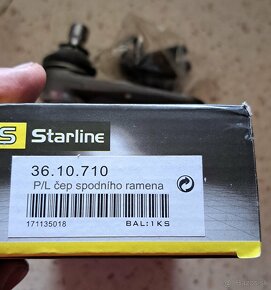 S Starline
36.10.710
P/L čep spodního ramena
171135018 BAL:1KS